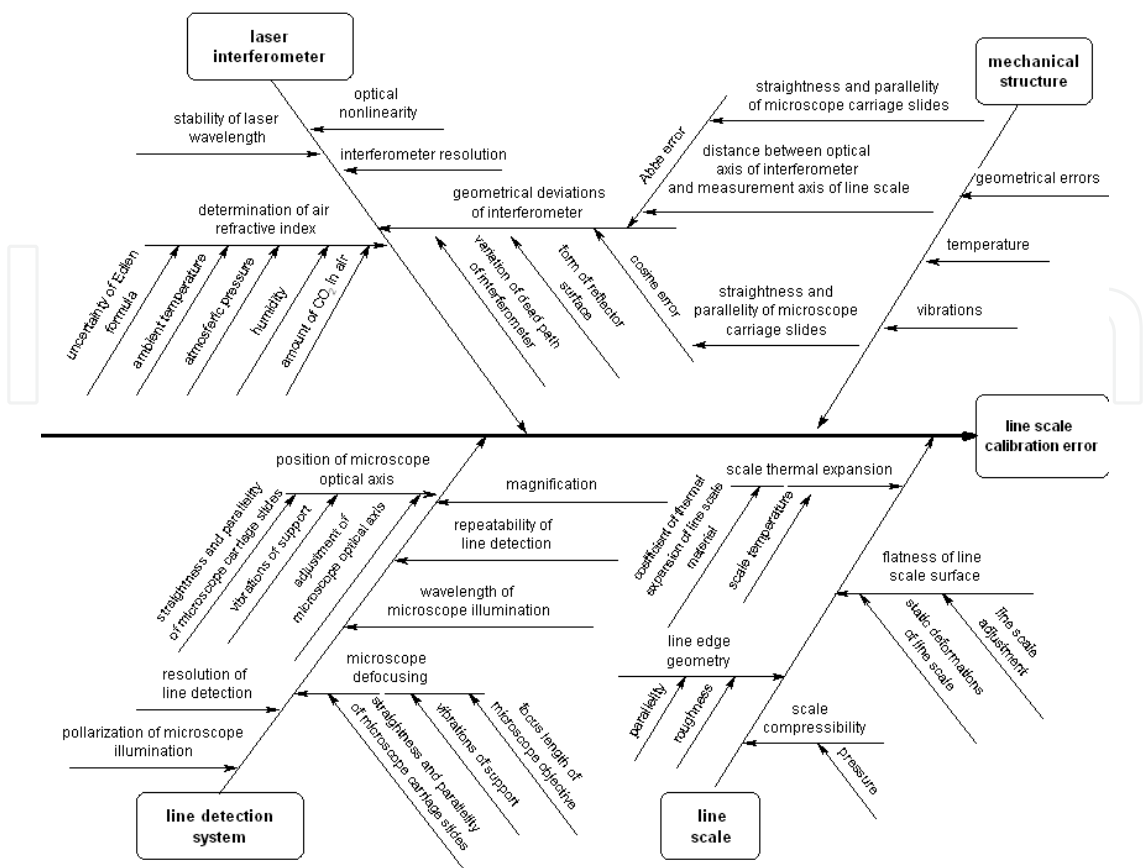 laser
interferometer
mechanical
structure
optical
nonlinearity
stability of laser
wavelength
interferometer resolution
determination of air
refractive index
uncertainty of Edlen
formula
ambient temperature
atmosferic pressure
humidity
amount of CO2 in air
geometrical deviations
of interferometer
variation of dead path
of interferometer
form of reflector
surface
cosine error
Abbe error
straightness and parallelity
of microscope carriage slides
distance between optical
axis of interferometer
and measurement axis of line scale
straightness and
parallelity of microscope
carriage slides
geometrical errors
temperature
vibrations
line scale
calibration error
position of microscope
optical axis
straightness and parallelity
of microscope carriage slides
vibrations of support
adjustment of
microscope optical axis
magnification
repeatability of
line detection
wavelength of
microscope illumination
resolution of
line detection
microscope
defocusing
straightness and parallelity
of microscope carriage slides
vibrations of support
focus length of
microscope objective
pollarization of microscope
illumination
line detection
system
scale thermal expansion
coefficient of thermal
expansion of line scale
material
scale temperature
flatness of line
scale surface
static deformations
of line scale
line scale
adjustment
line edge
geometry
parallelity
roughness
scale
compressibility
pressure
line
scale